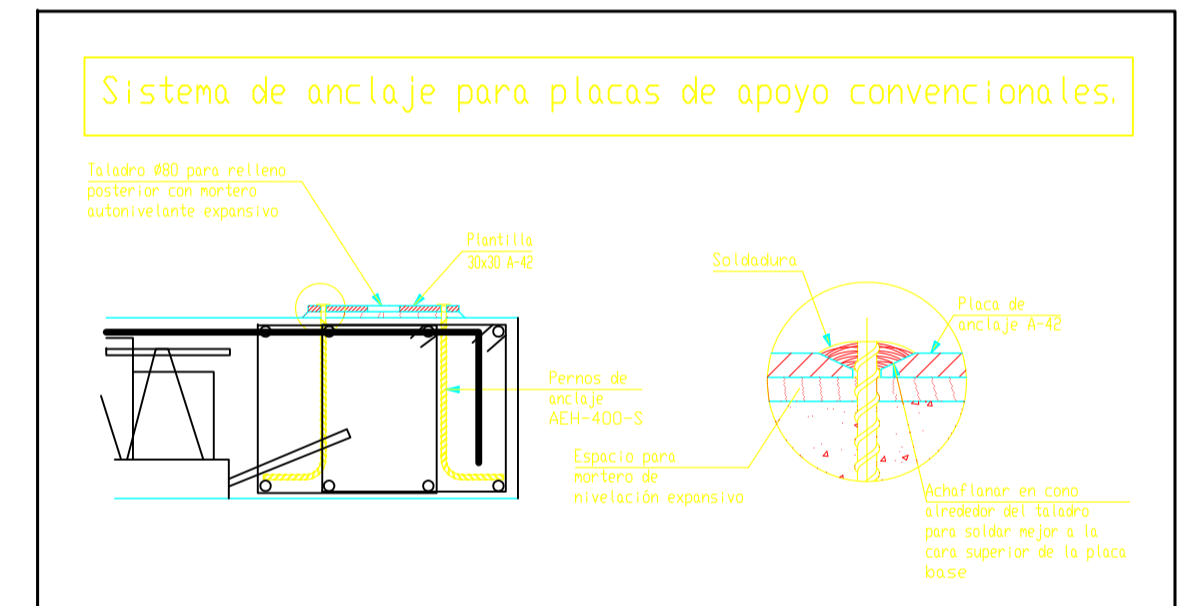 Sistema de anclaje para placas de apoyo convencionales.
Taladro Ø80 para relleno
posterior con mortero
autonivelante expansivo
Plantilla
30x30 A-42
Pernos de
anclaje
AEH-400-S
Soldadura
Placa de
anclaje A-42
Espacio para
mortero de
nivelación expansivo
Achaflanar en cono
alrededor del taladro
para soldar mejor a la
cara superior de la placa
base